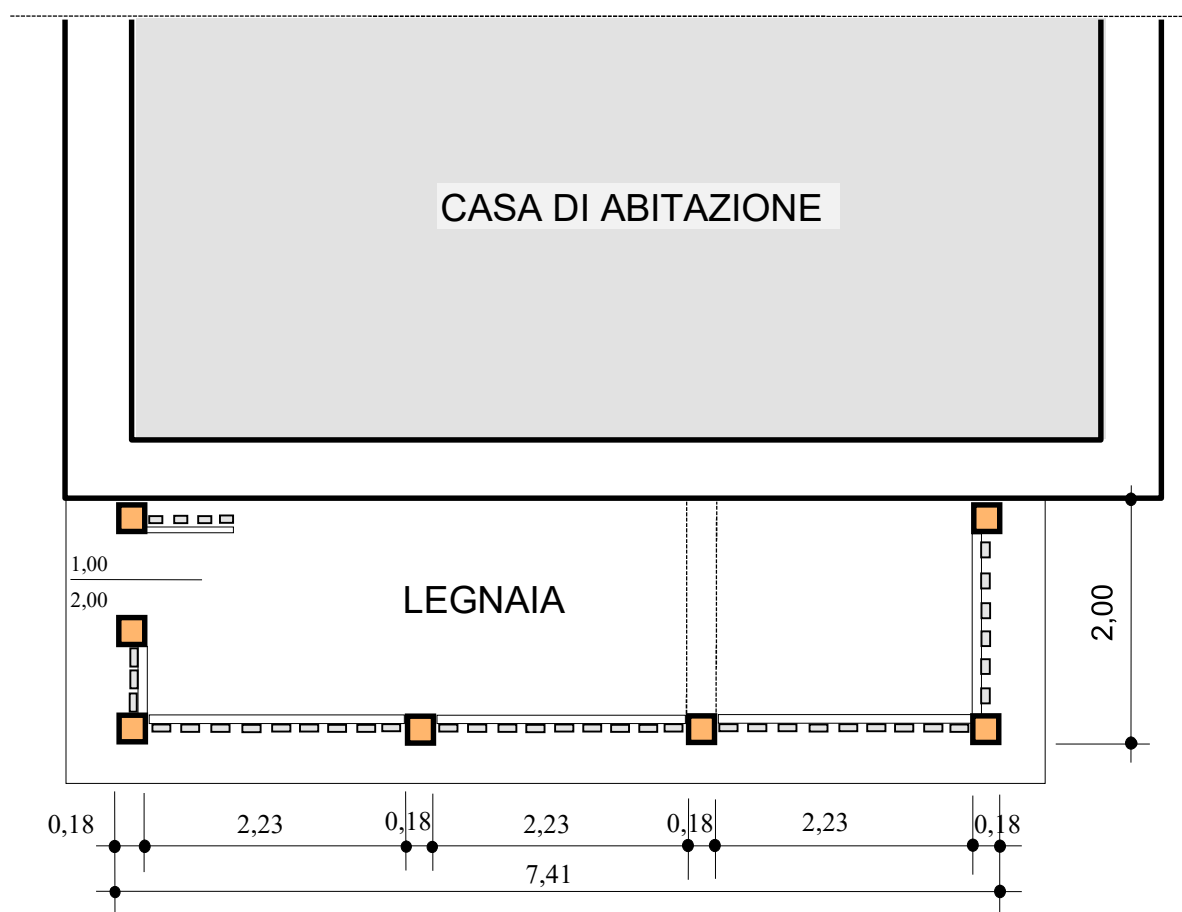 CASA DI ABITAZIONE
1,00
2,00
LEGNAIA
2,00
0,18 2,23 0,18 2,23 0,18 2,23 0,18
7,41